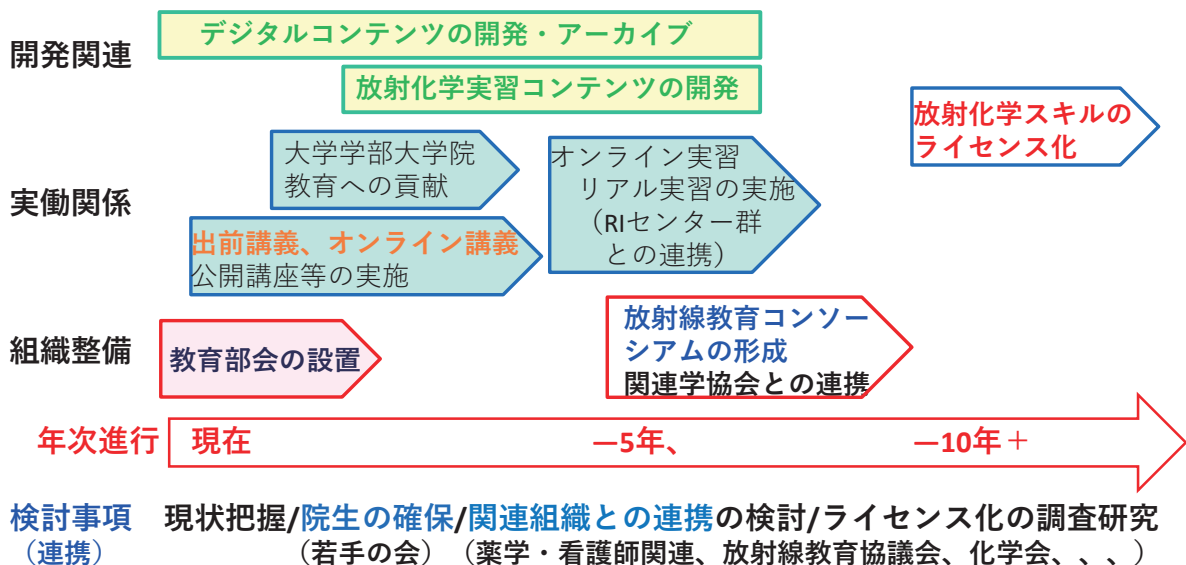 開発関連
デジタルコンテンツの開発・アーカイブ
放射化学実習コンテンツの開発
放射化学スキルの
ライセンス化
実働関係
大学学部大学院
教育への貢献
出前講義、オンライン講義
公開講座等の実施
オンライン実習
リアル実習の実施
（RIセンター群
との連携）
組織整備
教育部会の設置
放射線教育コンソー
シアムの形成
関連学協会との連携
年次進行 現在 ー5年、 ー10年＋
検討事項 現状把握/院生の確保/関連組織との連携の検討/ライセンス化の調査研究
（連携） （若手の会）（薬学・看護師関連、放射線教育協議会、化学会、、、）